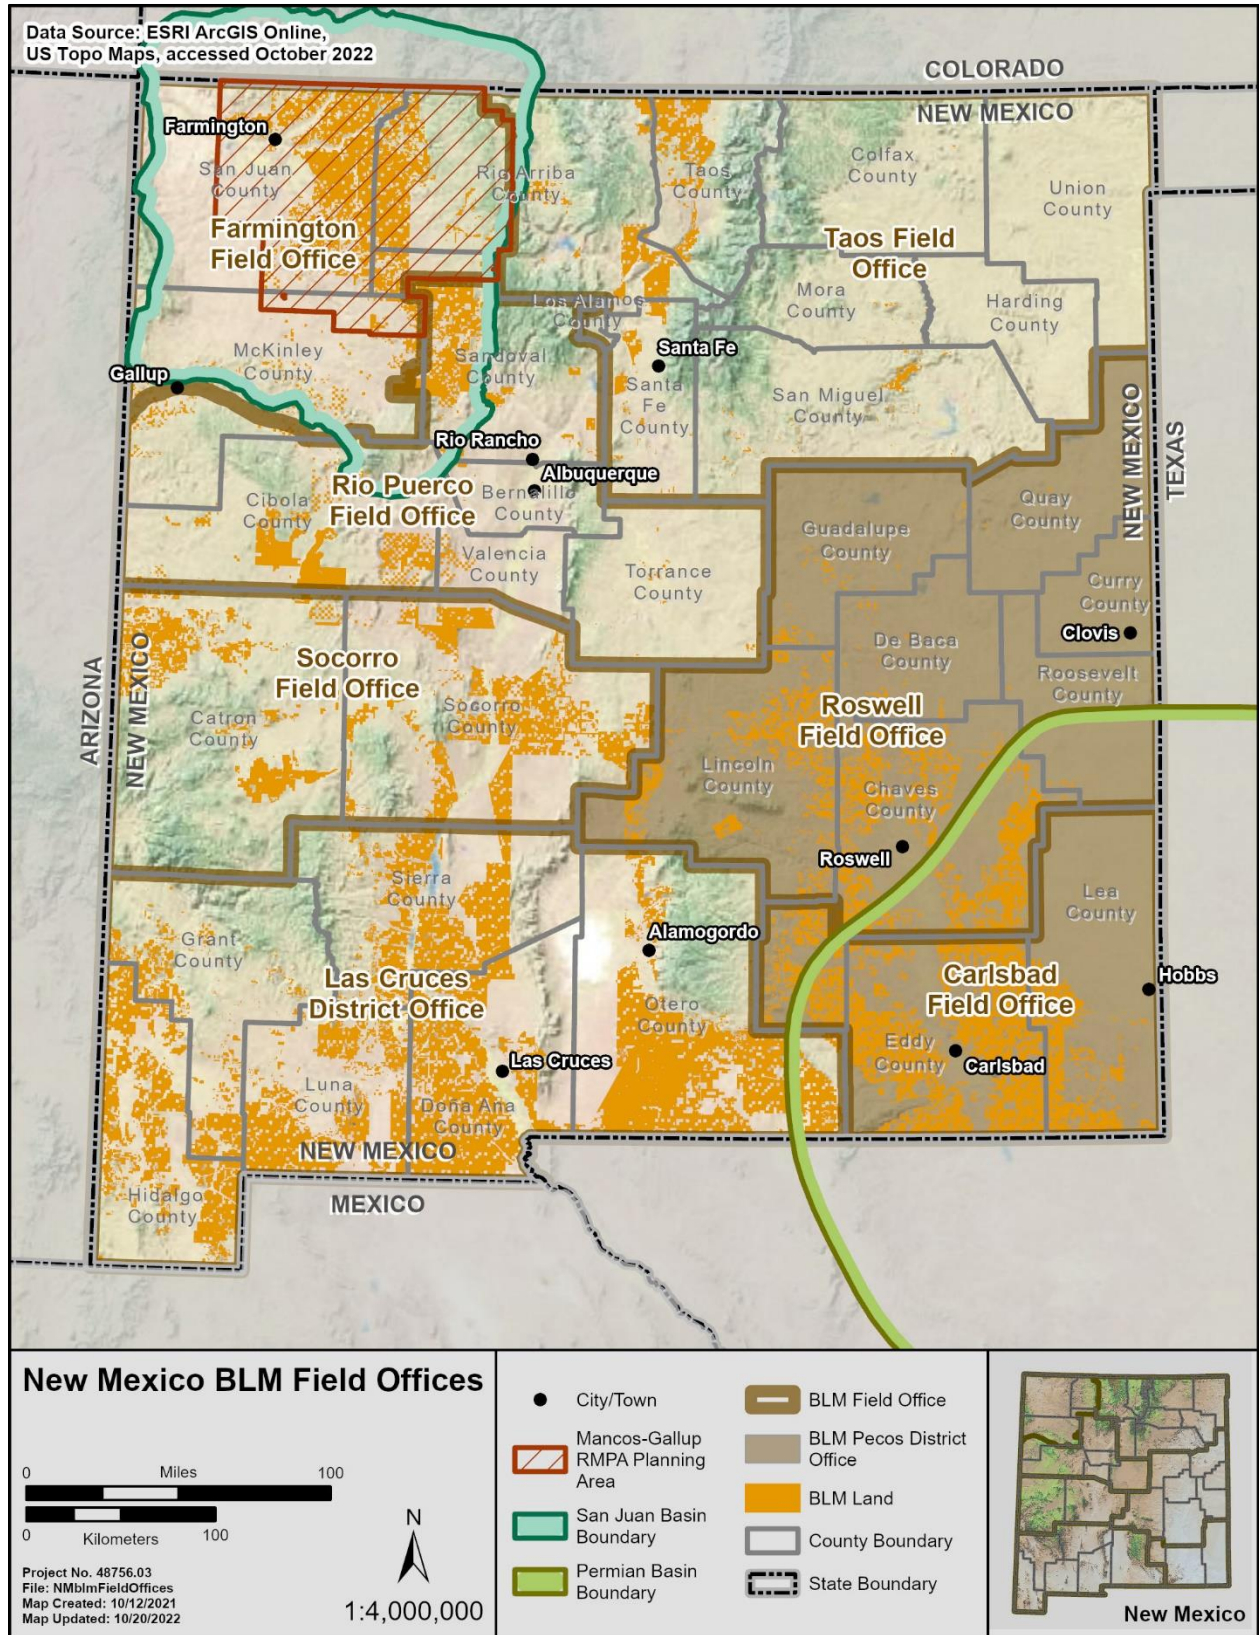 Data Source: ESRI ArcGIS Online,
US Topo Maps, accessed October 2022
COLORADO
NEW MEXICO
Farmington
San Juan
County
Rio Arriba
County
Taos
County
Colfax
County
Union
County
Farmington
Field Office
Taos Field
Office
Mora
County
Harding
County
Los Alamos
County
McKinley
County
Sandoval
County
Santa Fe
Gallup
Santa
Fe
County
San Miguel
County
Rio Rancho
Albuquerque
Bernalillo
County
Rio Puerco
Field Office
Cibola
County
Valencia
County
Torrance
County
Guadalupe
County
Quay
County
NEW MEXICO
TEXAS
Curry
County
Clovis
De Baca
County
Roosevelt
County
ARIZONA
NEW MEXICO
Socorro
Field Office
Catron
County
Socorro
County
Roswell
Field Office
Lincoln
County
Chaves
County
Roswell
Sierra
County
Lea
County
Grant
County
Alamogordo
Las Cruces
District Office
Otero
County
Carlsbad
Field Office
Hobbs
Eddy
County
Carlsbad
Las Cruces
Luna
County
Doña Ana
County
NEW MEXICO
MEXICO
Hidalgo
County
New Mexico BLM Field Offices
0 Miles 100
0 Kilometers 100
N
1:4,000,000
Project No. 48756.03
File: NMblmFieldOffices
Map Created: 10/12/2021
Map Updated: 10/20/2022
City/Town
Mancos-Gallup
RMPA Planning
Area
San Juan Basin
Boundary
Permian Basin
Boundary
BLM Field Office
BLM Pecos District
Office
BLM Land
County Boundary
State Boundary
New Mexico